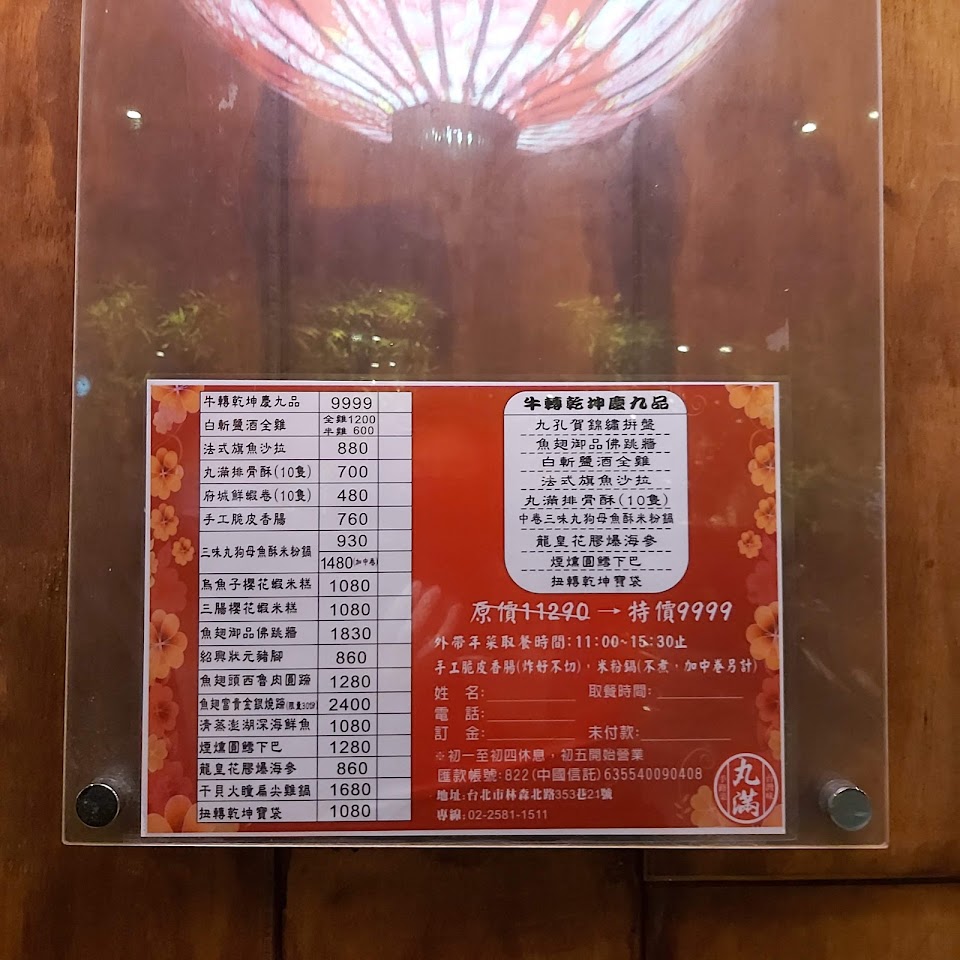 牛轉乾坤慶九品 9999
白斬鹽酒全雞 全雞1200 半雞 600
法式旗魚沙拉 880
丸滿排骨酥(10隻) 700
府城鮮蝦卷(10隻) 480
手工脆皮香腸 760
三味丸狗母魚酥米粉鍋 930
1480(加中卷)
烏魚子櫻花蝦米糕 1080
三腸櫻花蝦米糕 1080
魚翅御品佛跳牆 1830
紹興狀元豬腳 860
魚翅頭西魯肉圓蹄 1280
魚翅富貴金銀燒蹄(限量30份) 2400
清蒸澎湖深海鮮魚 1080
煙燻圓鱈下巴 1280
龍皇花膠爆海參 860
干貝火瞳扁尖雞鍋 1680
扭轉乾坤寶袋 1080
牛轉乾坤慶九品
九孔賀錦繡拼盤
魚翅御品佛跳牆
白斬鹽酒全雞
法式旗魚沙拉
丸滿排骨酥(10隻)
中卷三味丸狗母魚酥米粉鍋
龍皇花膠爆海參
煙燻圓鱈下巴
扭轉乾坤寶袋
原價11290→特價9999
外帶年菜取餐時間:11:00~15:30止
手工脆皮香腸(炸好不切),米粉鍋(不煮,加中卷另計)
姓 名: 取餐時間:
電 話:
訂 金: 未付款:
※初一至初四休息,初五開始營業
匯款帳號:822(中國信託)635540090408
地址:台北市林森北路353巷21號
專線:02-2581-1511
丸滿